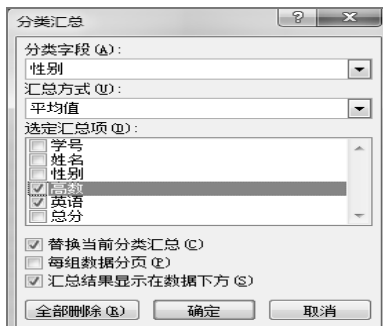 分类汇总
分类字段(A):
性别
汇总方式(U):
平均值
选定汇总项(D):
学号
姓名
性别
高数
英语
总分
替换当前分类汇总(C)
每组数据分页(P)
汇总结果显示在数据下方(S)
全部删除(R) 确定 取消